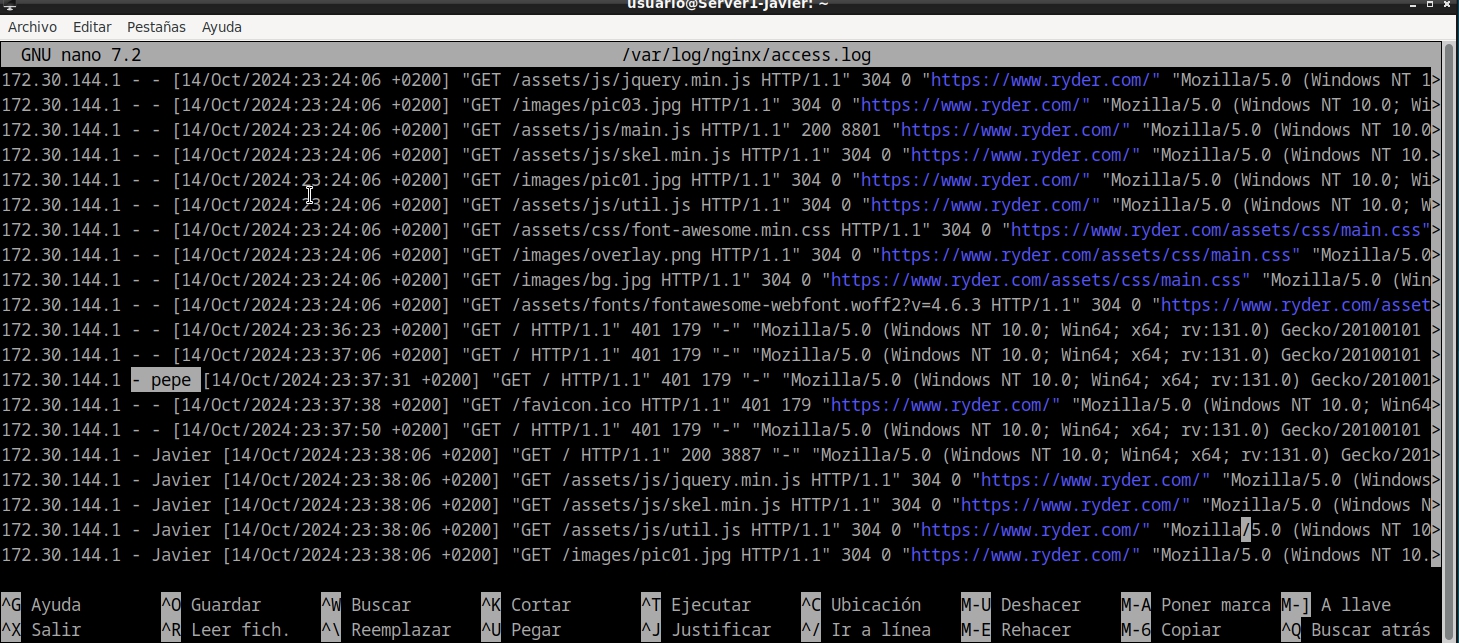 usuario@Server1-Javier: ~
Archivo Editar Pestañas Ayuda
GNU nano 7.2 /var/log/nginx/access.log
172.30.144.1 - - [14/Oct/2024:23:24:06 +0200] "GET /assets/js/jquery.min.js HTTP/1.1" 304 0 "https://www.ryder.com/" "Mozilla/5.0 (Windows NT 1>
172.30.144.1 - - [14/Oct/2024:23:24:06 +0200] "GET /images/pic03.jpg HTTP/1.1" 304 0 "https://www.ryder.com/" "Mozilla/5.0 (Windows NT 10.0; Wi>
172.30.144.1 - - [14/Oct/2024:23:24:06 +0200] "GET /assets/js/main.js HTTP/1.1" 200 8801 "https://www.ryder.com/" "Mozilla/5.0 (Windows NT 10.0>
172.30.144.1 - - [14/Oct/2024:23:24:06 +0200] "GET /assets/js/skel.min.js HTTP/1.1" 304 0 "https://www.ryder.com/" "Mozilla/5.0 (Windows NT 10.>
172.30.144.1 - - [14/Oct/2024:23:24:06 +0200] "GET /images/pic01.jpg HTTP/1.1" 304 0 "https://www.ryder.com/" "Mozilla/5.0 (Windows NT 10.0; Wi>
172.30.144.1 - - [14/Oct/2024:23:24:06 +0200] "GET /assets/js/util.js HTTP/1.1" 304 0 "https://www.ryder.com/" "Mozilla/5.0 (Windows NT 10.0; W>
172.30.144.1 - - [14/Oct/2024:23:24:06 +0200] "GET /assets/css/font-awesome.min.css HTTP/1.1" 304 0 "https://www.ryder.com/assets/css/main.css">
172.30.144.1 - - [14/Oct/2024:23:24:06 +0200] "GET /images/overlay.png HTTP/1.1" 304 0 "https://www.ryder.com/assets/css/main.css" "Mozilla/5.0>
172.30.144.1 - - [14/Oct/2024:23:24:06 +0200] "GET /images/bg.jpg HTTP/1.1" 304 0 "https://www.ryder.com/assets/css/main.css" "Mozilla/5.0 (Win>
172.30.144.1 - - [14/Oct/2024:23:24:06 +0200] "GET /assets/fonts/fontawesome-webfont.woff2?v=4.6.3 HTTP/1.1" 304 0 "https://www.ryder.com/asset>
172.30.144.1 - - [14/Oct/2024:23:36:23 +0200] "GET / HTTP/1.1" 401 179 "-" "Mozilla/5.0 (Windows NT 10.0; Win64; x64; rv:131.0) Gecko/20100101 >
172.30.144.1 - - [14/Oct/2024:23:37:06 +0200] "GET / HTTP/1.1" 401 179 "-" "Mozilla/5.0 (Windows NT 10.0; Win64; x64; rv:131.0) Gecko/20100101 >
172.30.144.1 - pepe [14/Oct/2024:23:37:31 +0200] "GET / HTTP/1.1" 401 179 "-" "Mozilla/5.0 (Windows NT 10.0; Win64; x64; rv:131.0) Gecko/201001>
172.30.144.1 - - [14/Oct/2024:23:37:38 +0200] "GET /favicon.ico HTTP/1.1" 401 179 "https://www.ryder.com/" "Mozilla/5.0 (Windows NT 10.0; Win64>
172.30.144.1 - - [14/Oct/2024:23:37:50 +0200] "GET / HTTP/1.1" 401 179 "-" "Mozilla/5.0 (Windows NT 10.0; Win64; x64; rv:131.0) Gecko/20100101 >
172.30.144.1 - Javier [14/Oct/2024:23:38:06 +0200] "GET / HTTP/1.1" 200 3887 "-" "Mozilla/5.0 (Windows NT 10.0; Win64; x64; rv:131.0) Gecko/201>
172.30.144.1 - Javier [14/Oct/2024:23:38:06 +0200] "GET /assets/js/jquery.min.js HTTP/1.1" 304 0 "https://www.ryder.com/" "Mozilla/5.0 (Windows>
172.30.144.1 - Javier [14/Oct/2024:23:38:06 +0200] "GET /assets/js/skel.min.js HTTP/1.1" 304 0 "https://www.ryder.com/" "Mozilla/5.0 (Windows N>
172.30.144.1 - Javier [14/Oct/2024:23:38:06 +0200] "GET /assets/js/util.js HTTP/1.1" 304 0 "https://www.ryder.com/" "Mozilla/5.0 (Windows NT 10>
172.30.144.1 - Javier [14/Oct/2024:23:38:06 +0200] "GET /images/pic01.jpg HTTP/1.1" 304 0 "https://www.ryder.com/" "Mozilla/5.0 (Windows NT 10.>
^G Ayuda ^O Guardar ^W Buscar ^K Cortar ^T Ejecutar ^C Ubicación M-U Deshacer M-A Poner marca M-] A llave
^X Salir ^R Leer fich. ^\ Reemplazar ^U Pegar ^J Justificar ^/ Ir a línea M-E Rehacer M-6 Copiar ^Q Buscar atrás